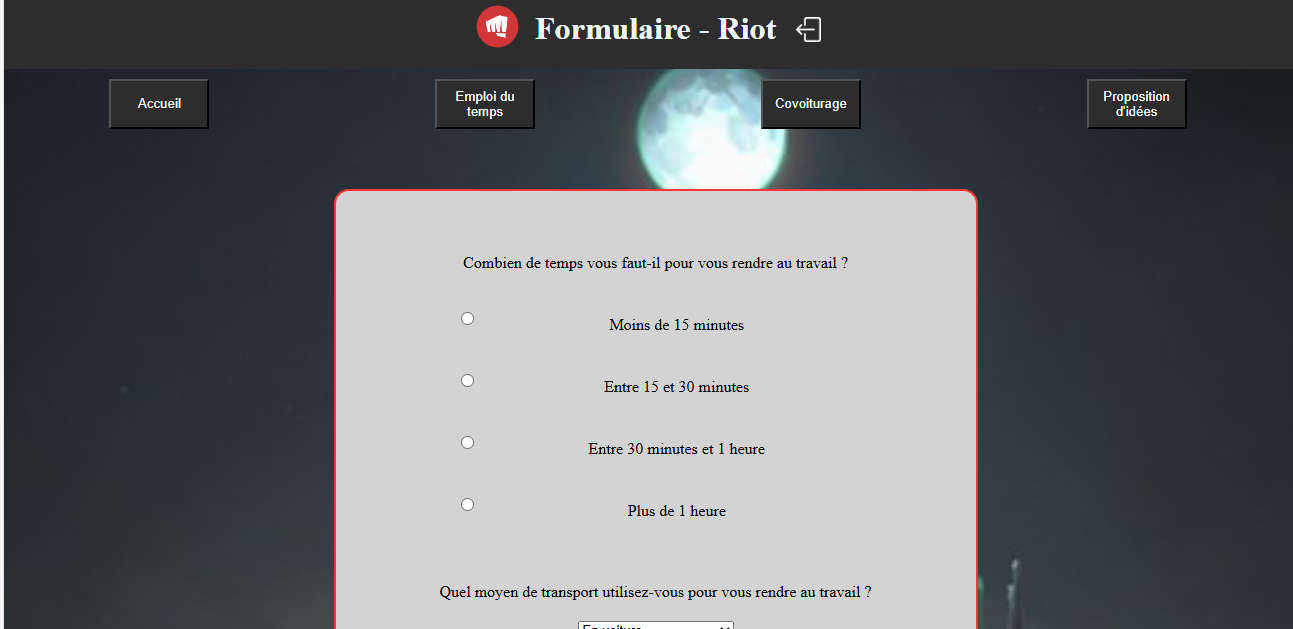 Formulaire - Riot
Accueil
Emploi du
temps
Covoiturage
Proposition
d'idées
Combien de temps vous faut-il pour vous rendre au travail ?
Moins de 15 minutes
Entre 15 et 30 minutes
Entre 30 minutes et 1 heure
Plus de 1 heure
Quel moyen de transport utilisez-vous pour vous rendre au travail ?
En voiture